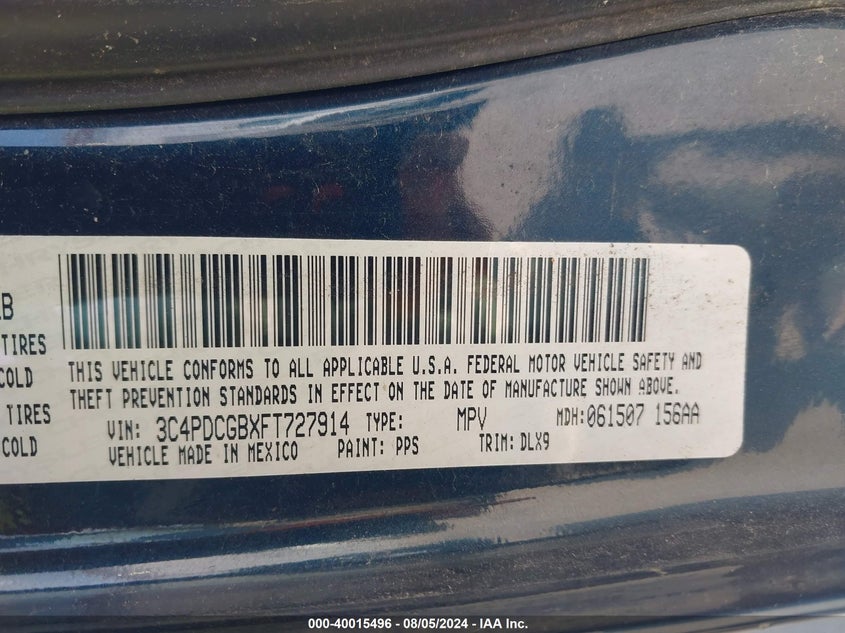 B
TIRES
COLD
TIRES
COLD
THIS VEHICLE CONFORMS TO ALL APPLICABLE U.S.A. FEDERAL MOTOR VEHICLE SAFETY AND
THEFT PREVENTION STANDARDS IN EFFECT ON THE DATE OF MANUFACTURE SHOWN ABOVE.
VIN: 3C4PDCGBXFT727914 TYPE: MPV MDH:061507 156AA
VEHICLE MADE IN MEXICO PAINT: PPS TRIM: DLX9
000-40015496 - 08/05/2024 - IAA Inc.